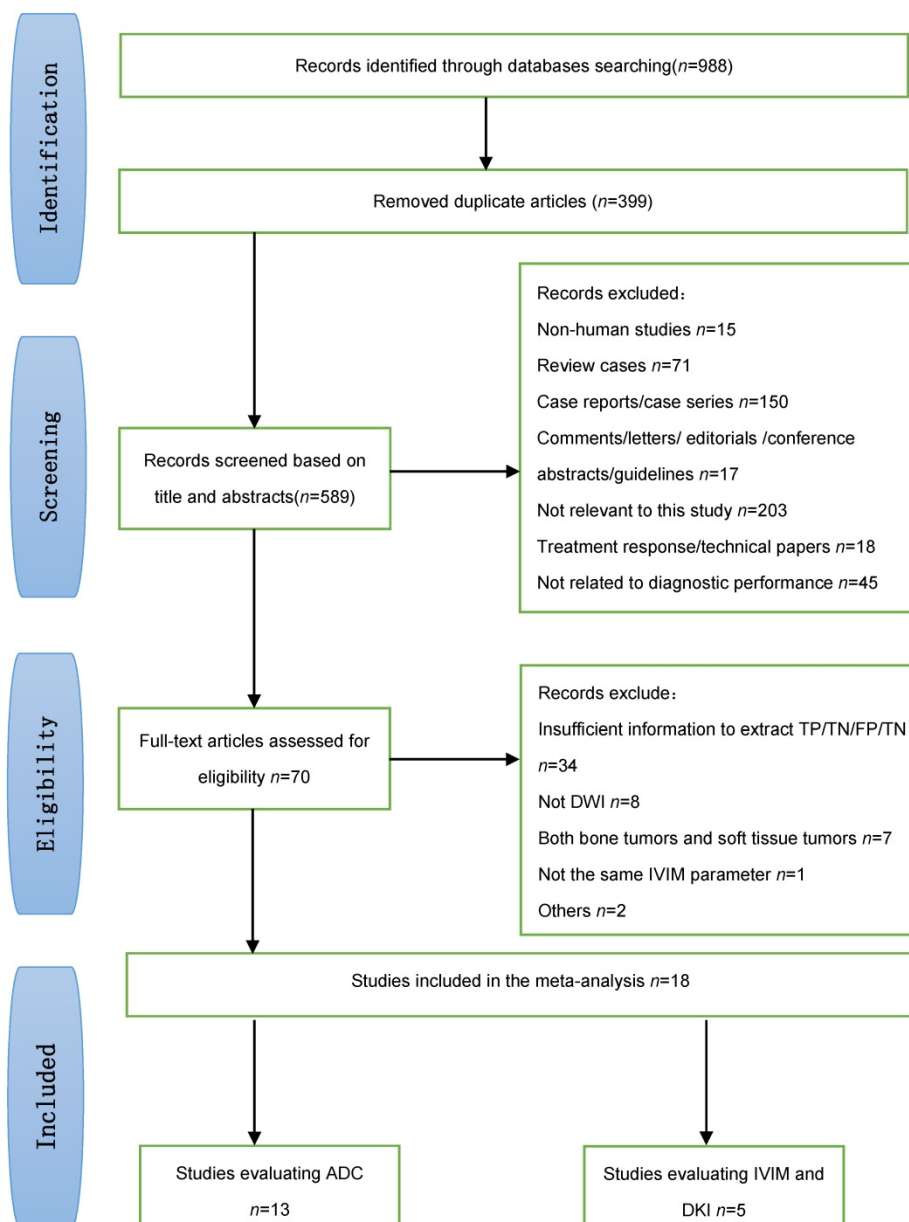 Identification
Records identified through databases searching(n=988)
Removed duplicate articles (n=399)
Screening
Records screened based on
title and abstracts(n=589)
Records excluded：
Non-human studies n=15
Review cases n=71
Case reports/case series n=150
Comments/letters/ editorials /conference
abstracts/guidelines n=17
Not relevant to this study n=203
Treatment response/technical papers n=18
Not related to diagnostic performance n=45
Eligibility
Full-text articles assessed for
eligibility n=70
Records exclude：
Insufficient information to extract TP/TN/FP/TN
n=34
Not DWI n=8
Both bone tumors and soft tissue tumors n=7
Not the same IVIM parameter n=1
Others n=2
Included
Studies included in the meta-analysis n=18
Studies evaluating ADC
n=13
Studies evaluating IVIM and
DKI n=5